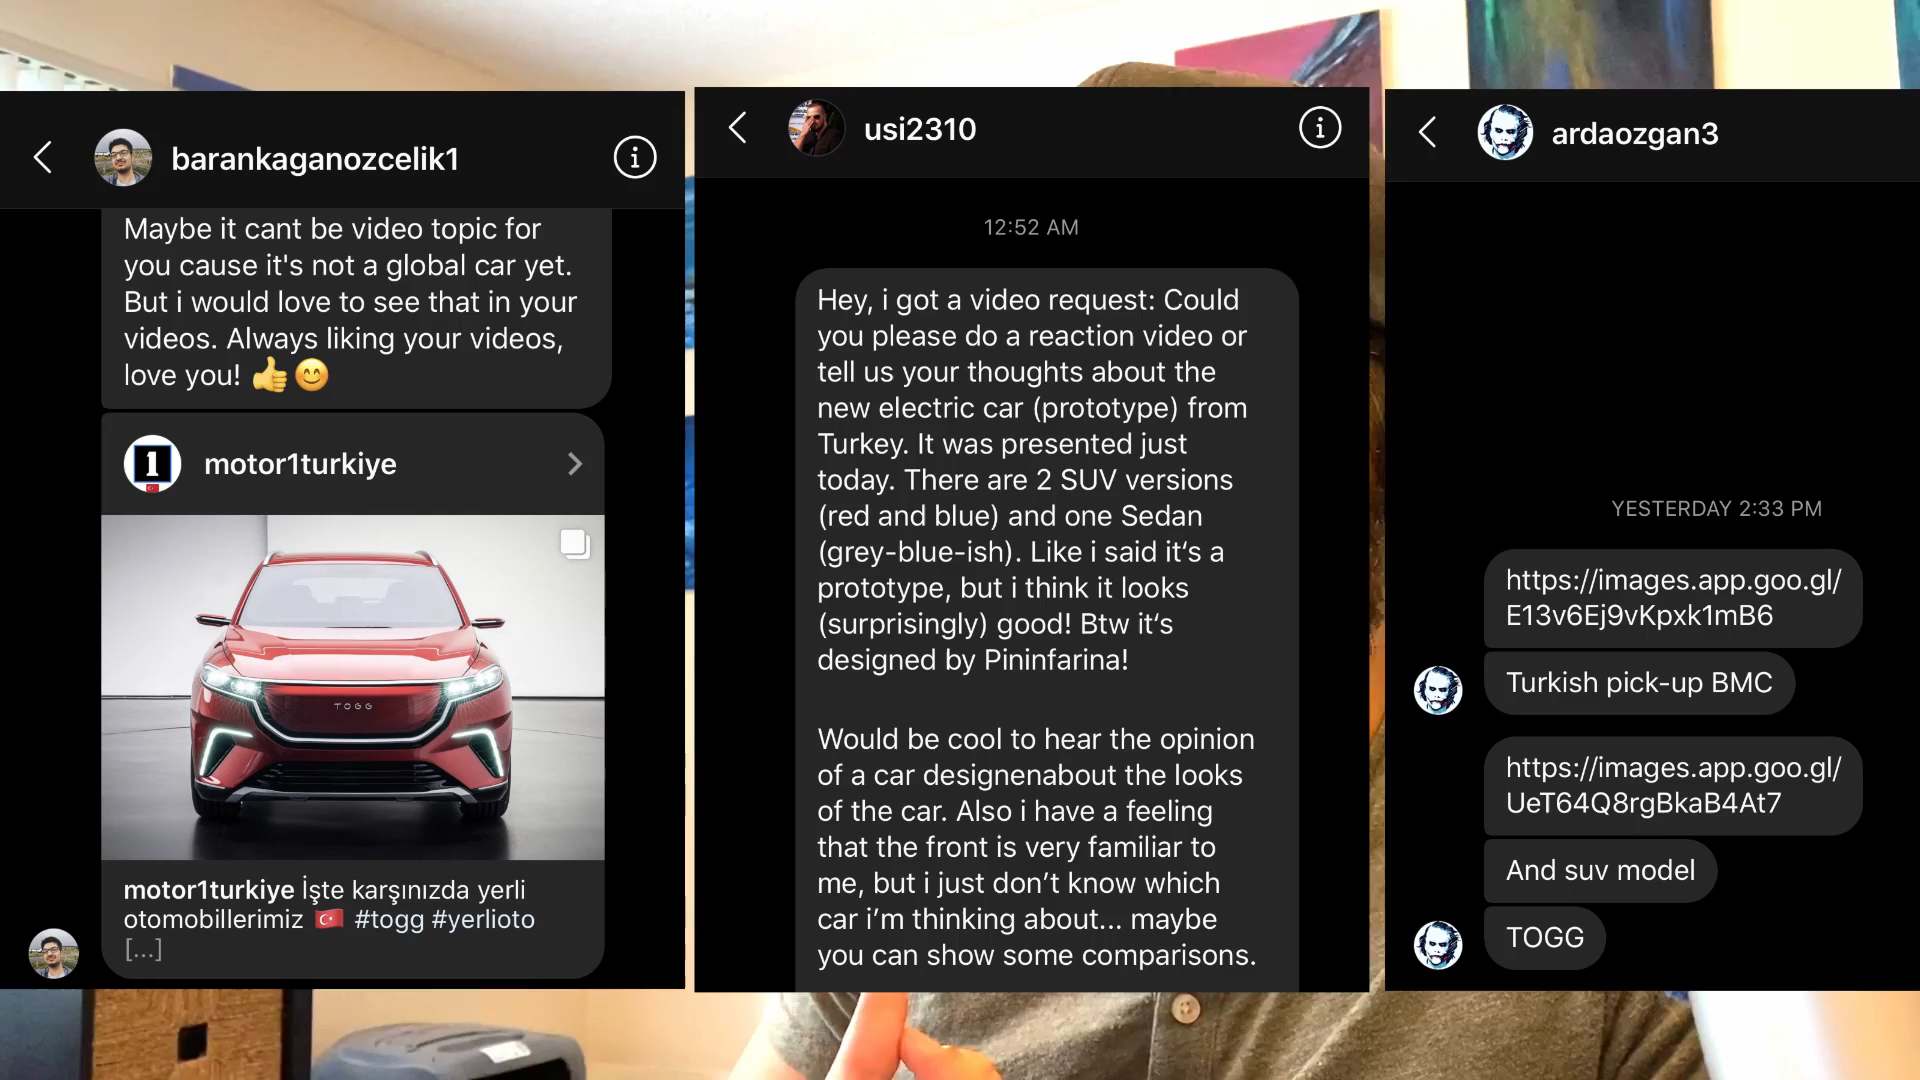 barankaganozcelik1
Maybe it cant be video topic for
you cause it's not a global car yet.
But i would love to see that in your
videos. Always liking your videos,
love you! 👍😊
1
motor1turkiye
TOGG
motor1turkiye İşte karşınızda yerli
otomobillerimiz 🇹🇷 #togg #yerlioto
[...]
usi2310
12:52 AM
Hey, i got a video request: Could
you please do a reaction video or
tell us your thoughts about the
new electric car (prototype) from
Turkey. It was presented just
today. There are 2 SUV versions
(red and blue) and one Sedan
(grey-blue-ish). Like i said it‘s a
prototype, but i think it looks
(surprisingly) good! Btw it‘s
designed by Pininfarina!
Would be cool to hear the opinion
of a car designenabout the looks
of the car. Also i have a feeling
that the front is very familiar to
me, but i just don’t know which
car i’m thinking about... maybe
you can show some comparisons.
ardaozgan3
YESTERDAY 2:33 PM
https://images.app.goo.gl/
E13v6Ej9vKpxk1mB6
Turkish pick-up BMC
https://images.app.goo.gl/
UeT64Q8rgBkaB4At7
And suv model
TOGG